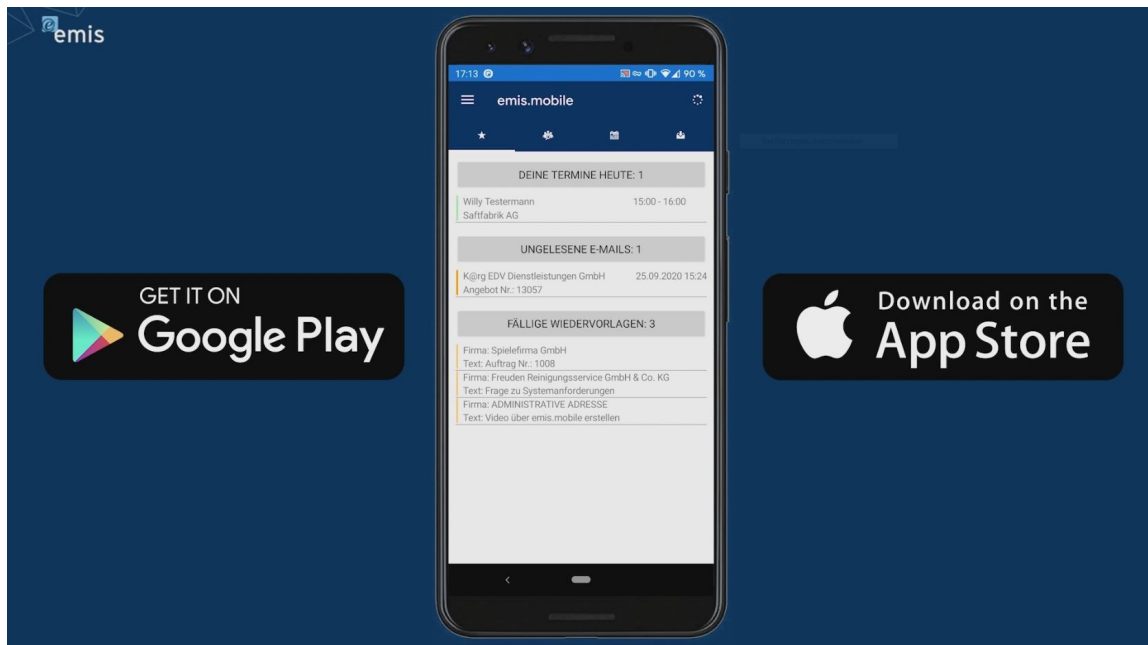 emis
17:13
90 %
emis.mobile
DEINE TERMINE HEUTE: 1
Willy Testermann 15:00 - 16:00
Saftfabrik AG
UNGELESENE E-MAILS: 1
K@rg EDV Dienstleistungen GmbH 25.09.2020 15:24
Angebot Nr.: 13057
FÄLLIGE WIEDERVORLAGEN: 3
Firma: Spielefirma GmbH
Text: Auftrag Nr.: 1008
Firma: Freuden Reinigungsservice GmbH & Co. KG
Text: Frage zu Systemanforderungen
Firma: ADMINISTRATIVE ADRESSE
Text: Video über emis.mobile erstellen
GET IT ON
Google Play
Download on the
App Store